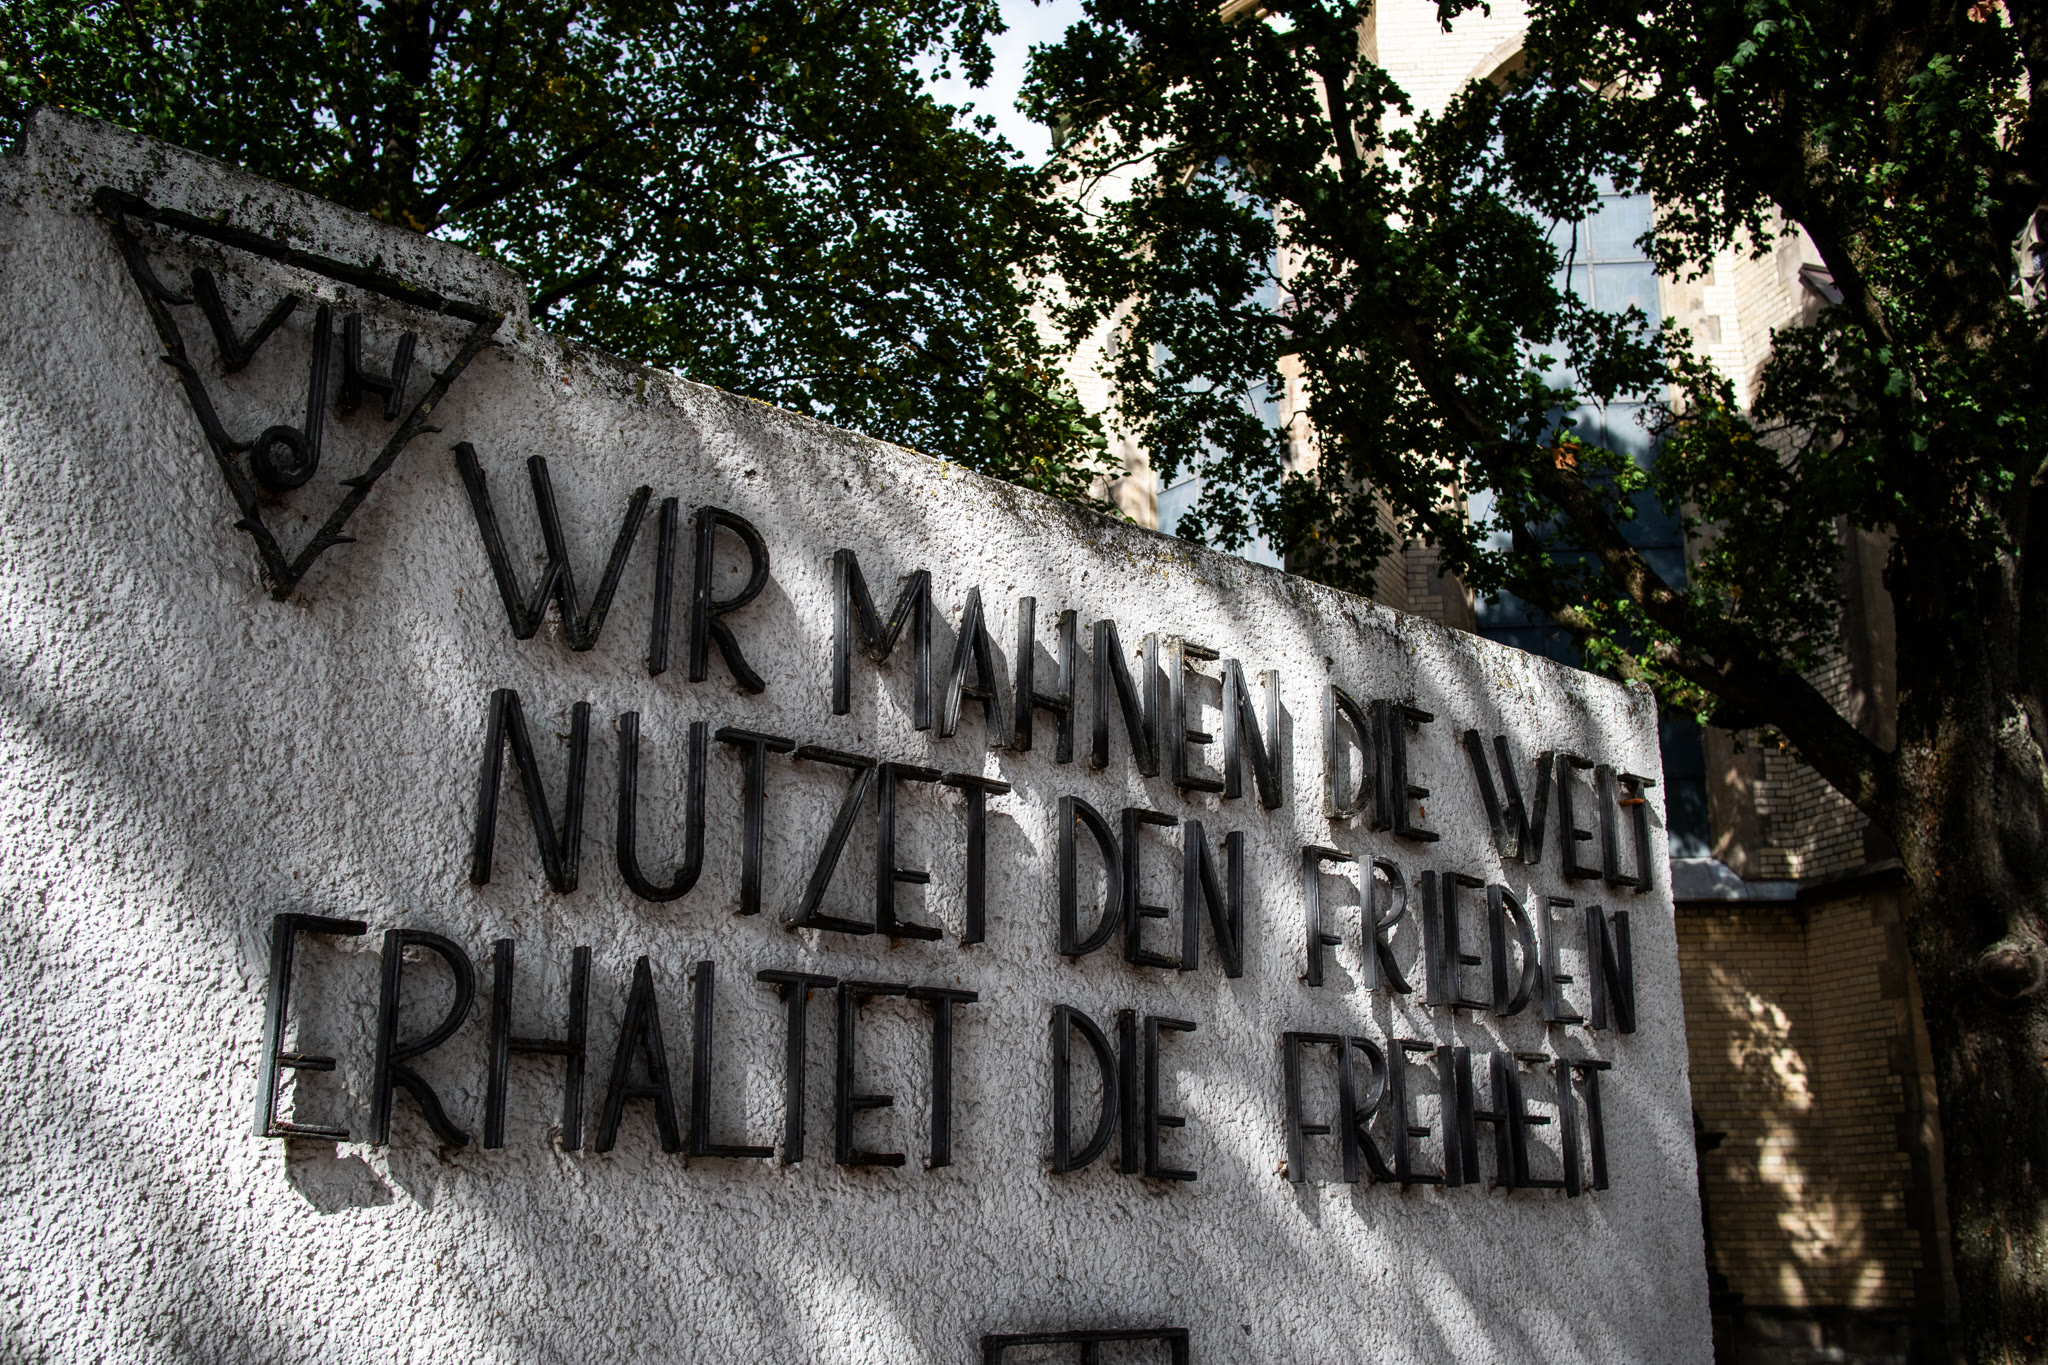 VdH
WIR MAHNEN DIE WELT
NUTZET DEN FRIEDEN
ERHALTET DIE FREIHEIT